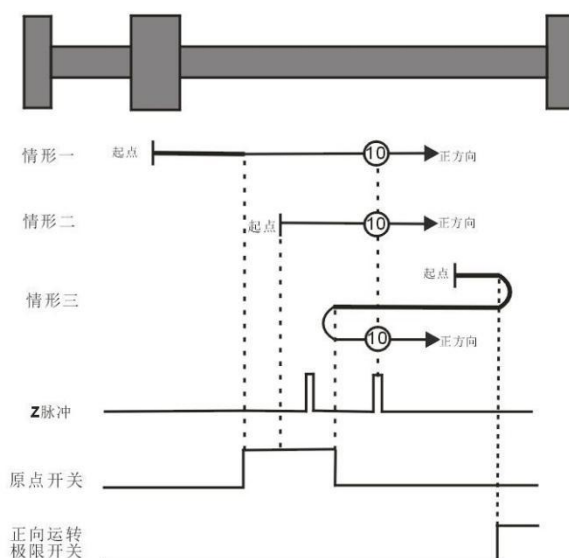 情形一
起点
10
正方向
情形二
起点
10
正方向
情形三
起点
10
正方向
Z脉冲
原点开关
正向运转
极限开关